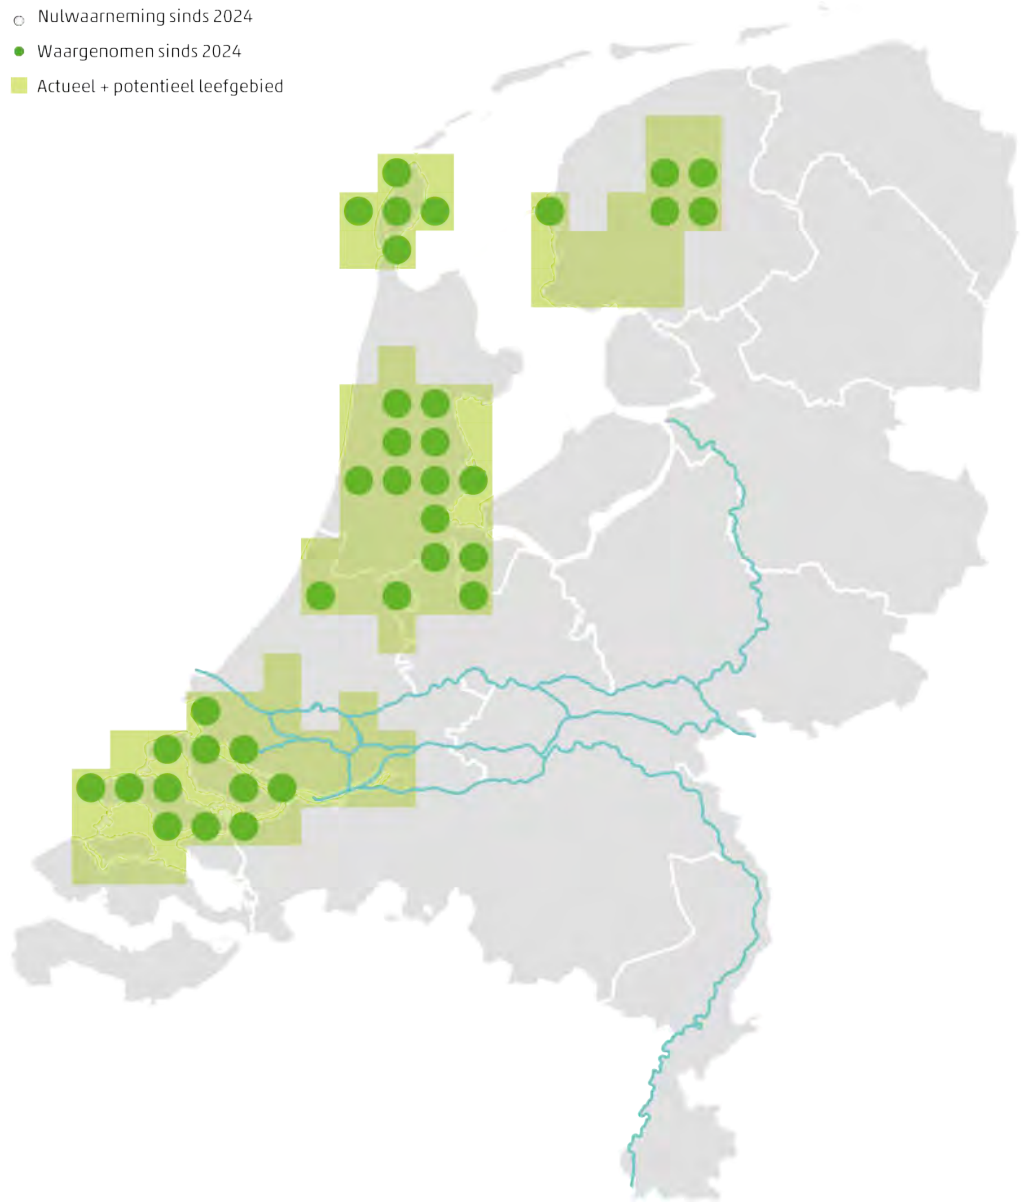 Nulwaarneming sinds 2024
Waargenomen sinds 2024
Actueel + potentieel leefgebied